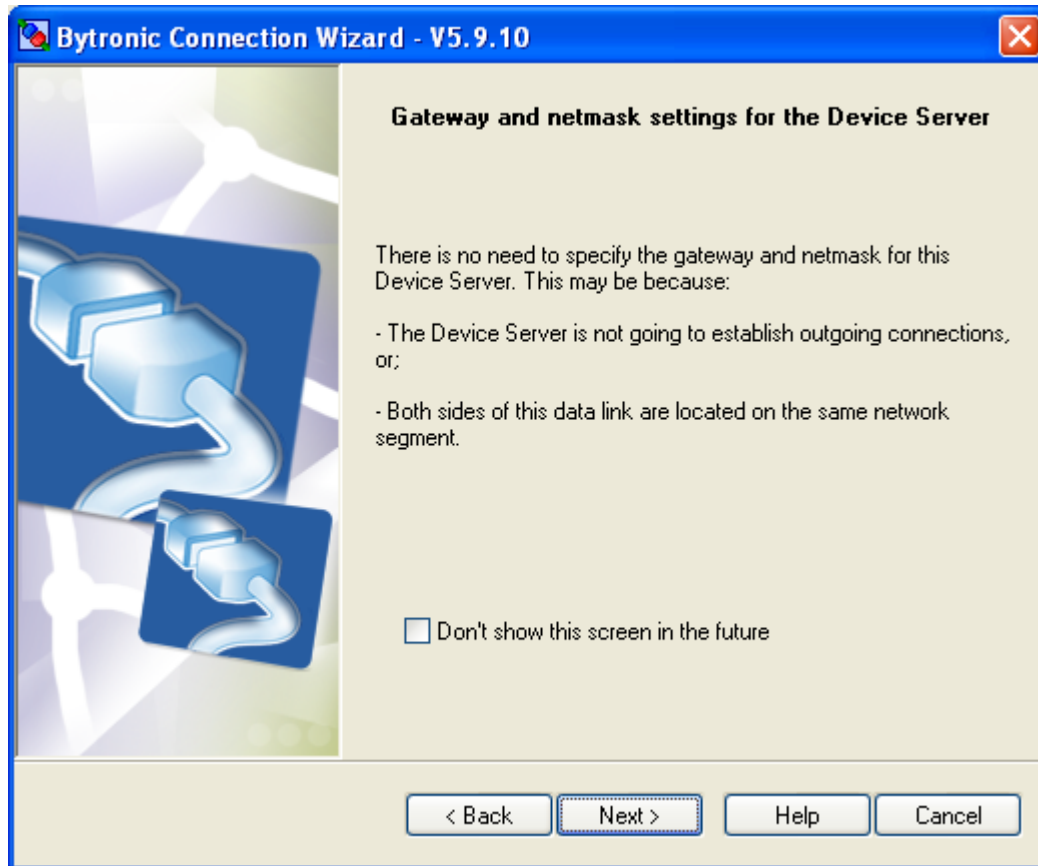 Bytronic Connection Wizard - V5.9.10
Gateway and netmask settings for the Device Server
There is no need to specify the gateway and netmask for this
Device Server. This may be because:
- The Device Server is not going to establish outgoing connections,
or;
- Both sides of this data link are located on the same network
segment.
Don't show this screen in the future
< Back
Next >
Help
Cancel